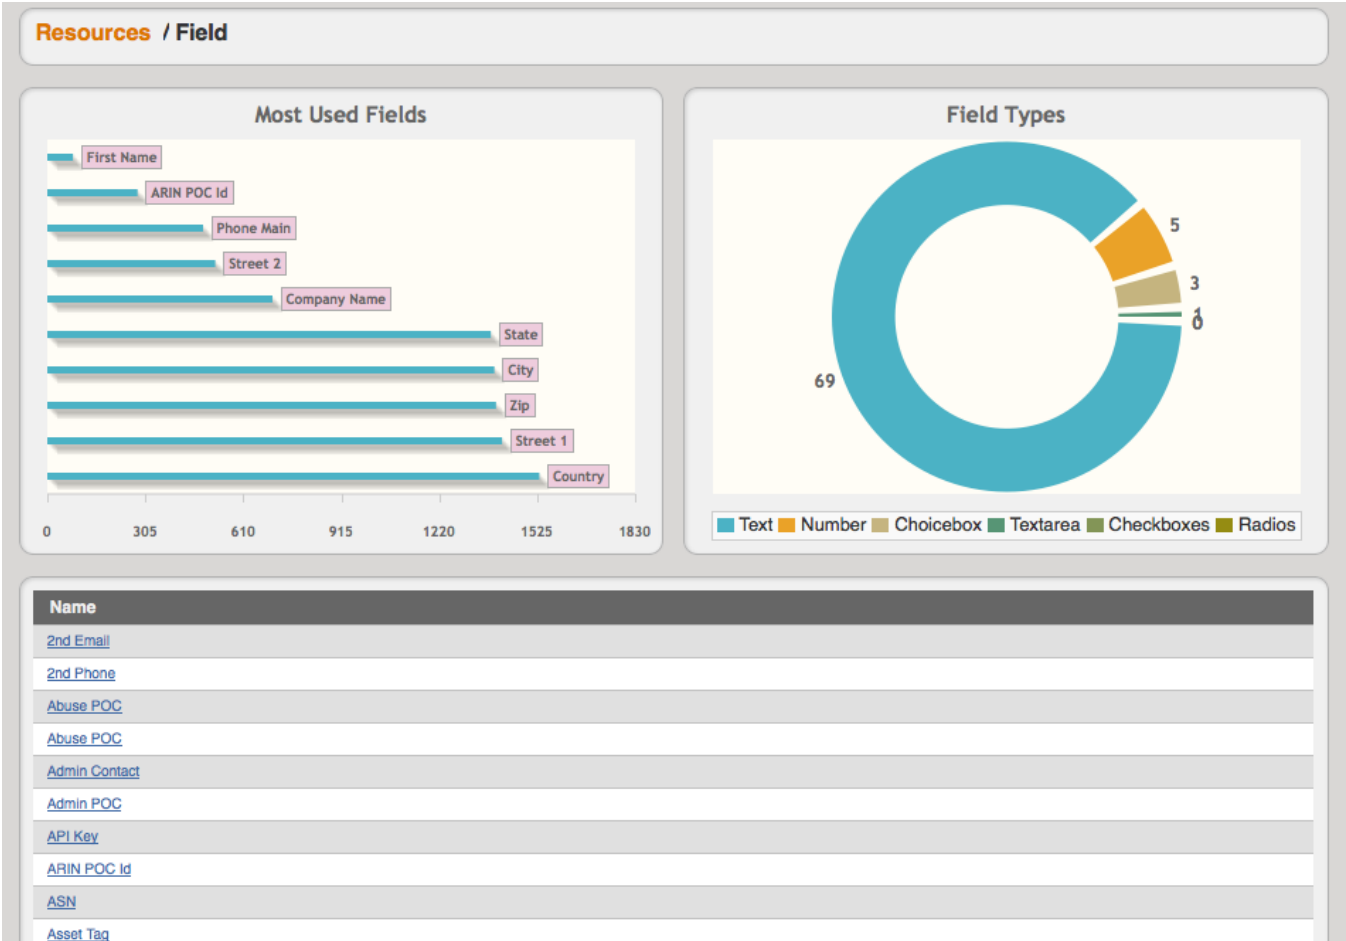 Resources / Field
Most Used Fields
First Name
ARIN POC Id
Phone Main
Street 2
Company Name
State
City
Zip
Street 1
Country
0 305 610 915 1220 1525 1830
Field Types
5
3
1
0
69
Text Number Choicebox Textarea Checkboxes Radios
Name
2nd Email
2nd Phone
Abuse POC
Abuse POC
Admin Contact
Admin POC
API Key
ARIN POC Id
ASN
Asset Tag